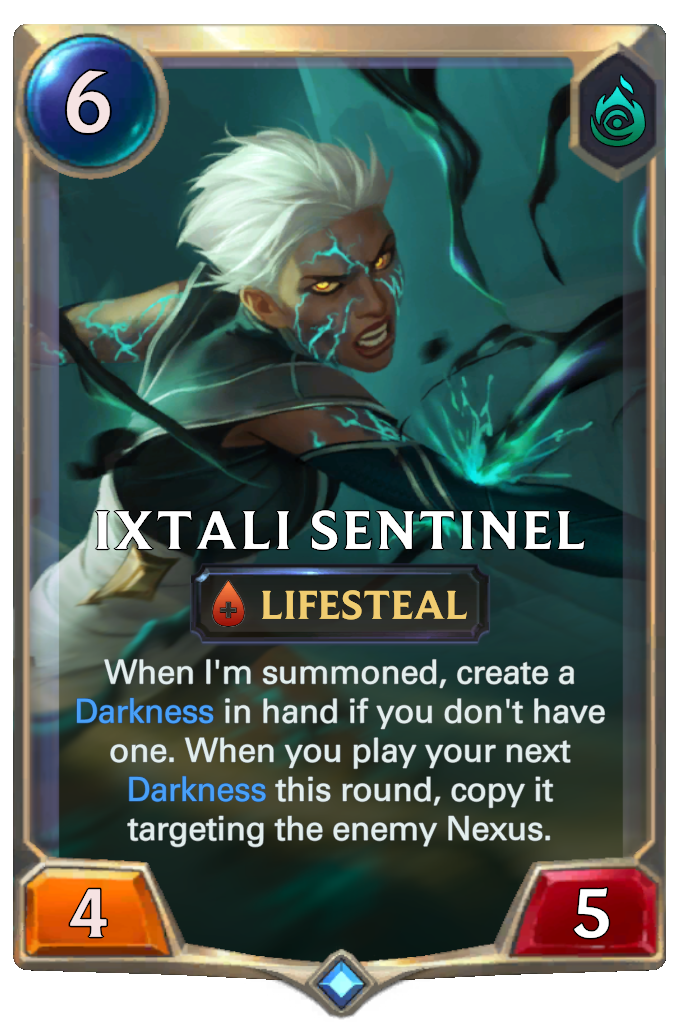 6
IXTALI SENTINEL
LIFESTEAL
When I'm summoned, create a
Darkness in hand if you don't have
one. When you play your next
Darkness this round, copy it
targeting the enemy Nexus.
4
5